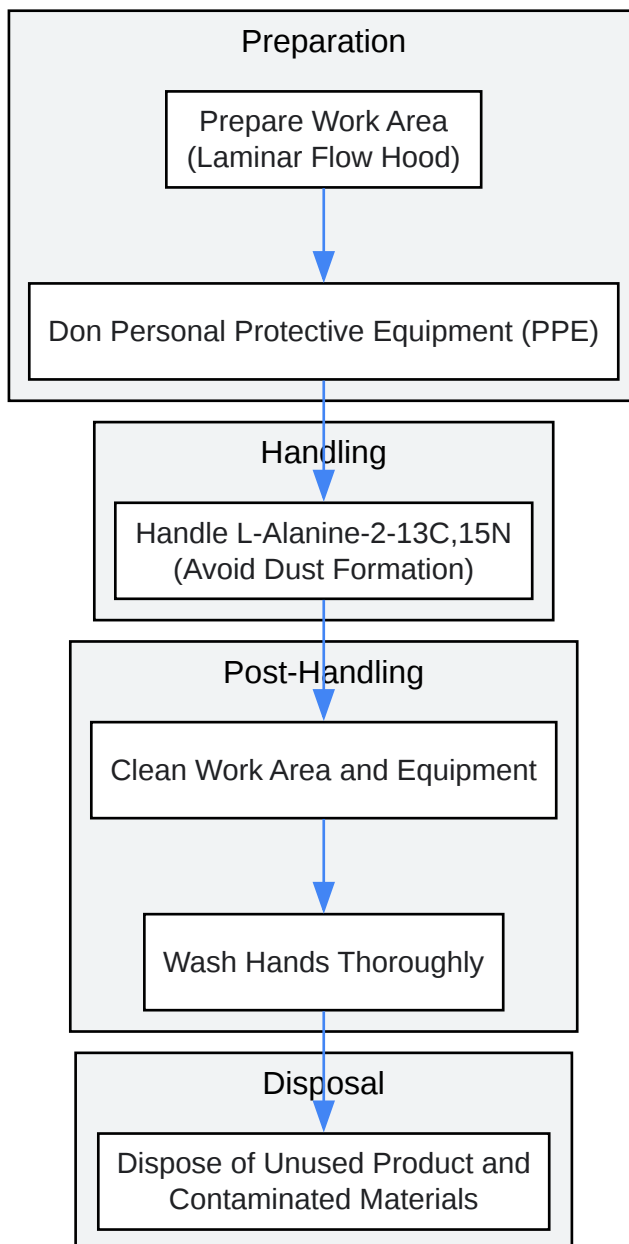 Preparation
Prepare Work Area
(Laminar Flow Hood)
Don Personal Protective Equipment (PPE)
Handling
Handle L-Alanine-2-13C,15N
(Avoid Dust Formation)
Post-Handling
Clean Work Area and Equipment
Wash Hands Thoroughly
Disposal
Dispose of Unused Product and
Contaminated Materials